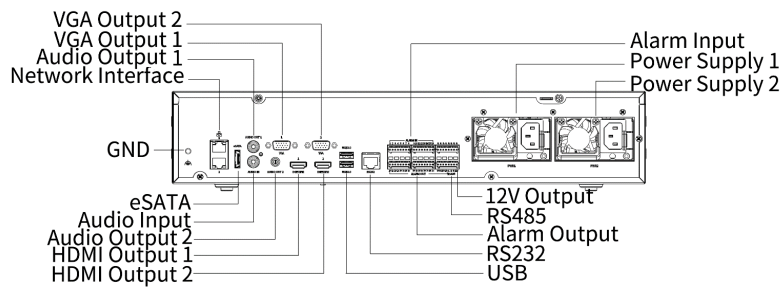 VGA Output 2
VGA Output 1
Audio Output 1
Network Interface
Alarm Input
Power Supply 1
Power Supply 2
GND
eSATA
Audio Input
Audio Output 2
HDMI Output 1
HDMI Output 2
12V Output
RS485
Alarm Output
RS232
USB